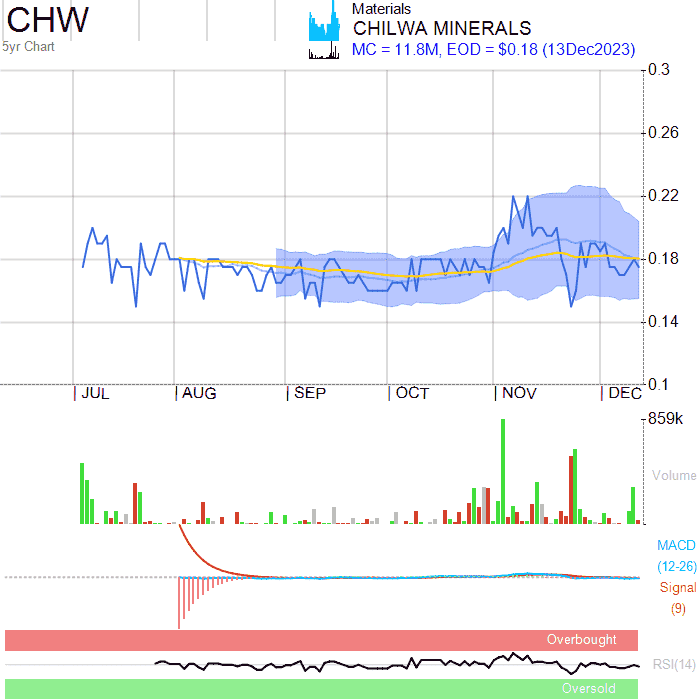 CHW
5yr Chart
Materials
CHILWA MINERALS
MC = 11.8M, EOD = $0.18 (13Dec2023)
0.3
0.26
0.22
0.18
0.14
0.1
JUL AUG SEP OCT NOV DEC
859k
Volume
MACD
(12-26)
Signal
(9)
Overbought
RSI(14)
Oversold